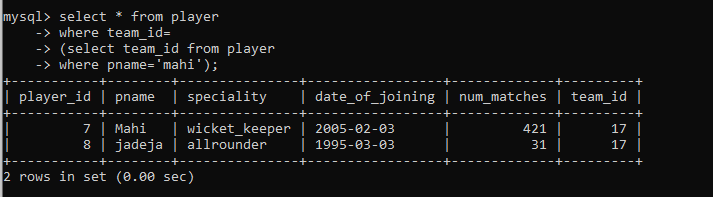 mysql> select * from player
    -> where team_id=
    -> (select team_id from player
    -> where pname='mahi');
+-----------+--------+---------------+-----------------+-------------+---------+
| player_id | pname  | speciality    | date_of_joining | num_matches | team_id |
+-----------+--------+---------------+-----------------+-------------+---------+
|         7 | Mahi   | wicket_keeper | 2005-02-03      |         421 |      17 |
|         8 | jadeja | allrounder    | 1995-03-03      |          31 |      17 |
+-----------+--------+---------------+-----------------+-------------+---------+
2 rows in set (0.00 sec)